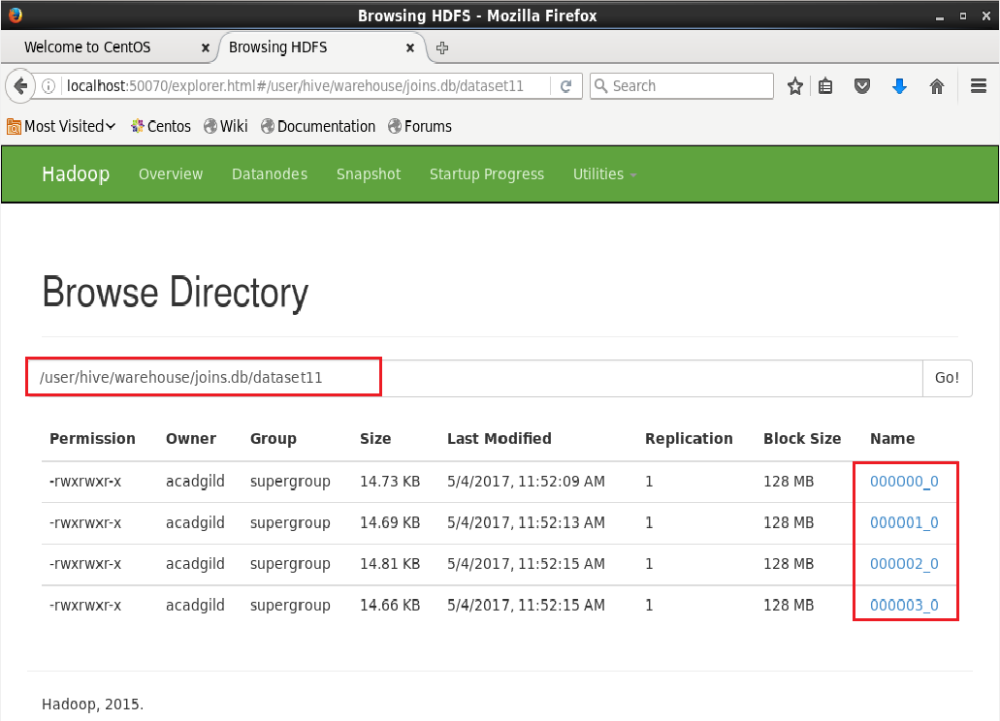 Browsing HDFS - Mozilla Firefox
Welcome to CentOS
Browsing HDFS
localhost:50070/explorer.html#/user/hive/warehouse/joins.db/dataset11
Search
Most Visited Centos Wiki Documentation Forums
Hadoop Overview Datanodes Snapshot Startup Progress Utilities
Browse Directory
/user/hive/warehouse/joins.db/dataset11 Go!
Permission Owner Group Size Last Modified Replication Block Size Name
-rwxrwxr-x acadgild supergroup 14.73 KB 5/4/2017, 11:52:09 AM 1 128 MB 000000_0
-rwxrwxr-x acadgild supergroup 14.69 KB 5/4/2017, 11:52:13 AM 1 128 MB 000001_0
-rwxrwxr-x acadgild supergroup 14.81 KB 5/4/2017, 11:52:15 AM 1 128 MB 000002_0
-rwxrwxr-x acadgild supergroup 14.66 KB 5/4/2017, 11:52:15 AM 1 128 MB 000003_0
Hadoop, 2015.